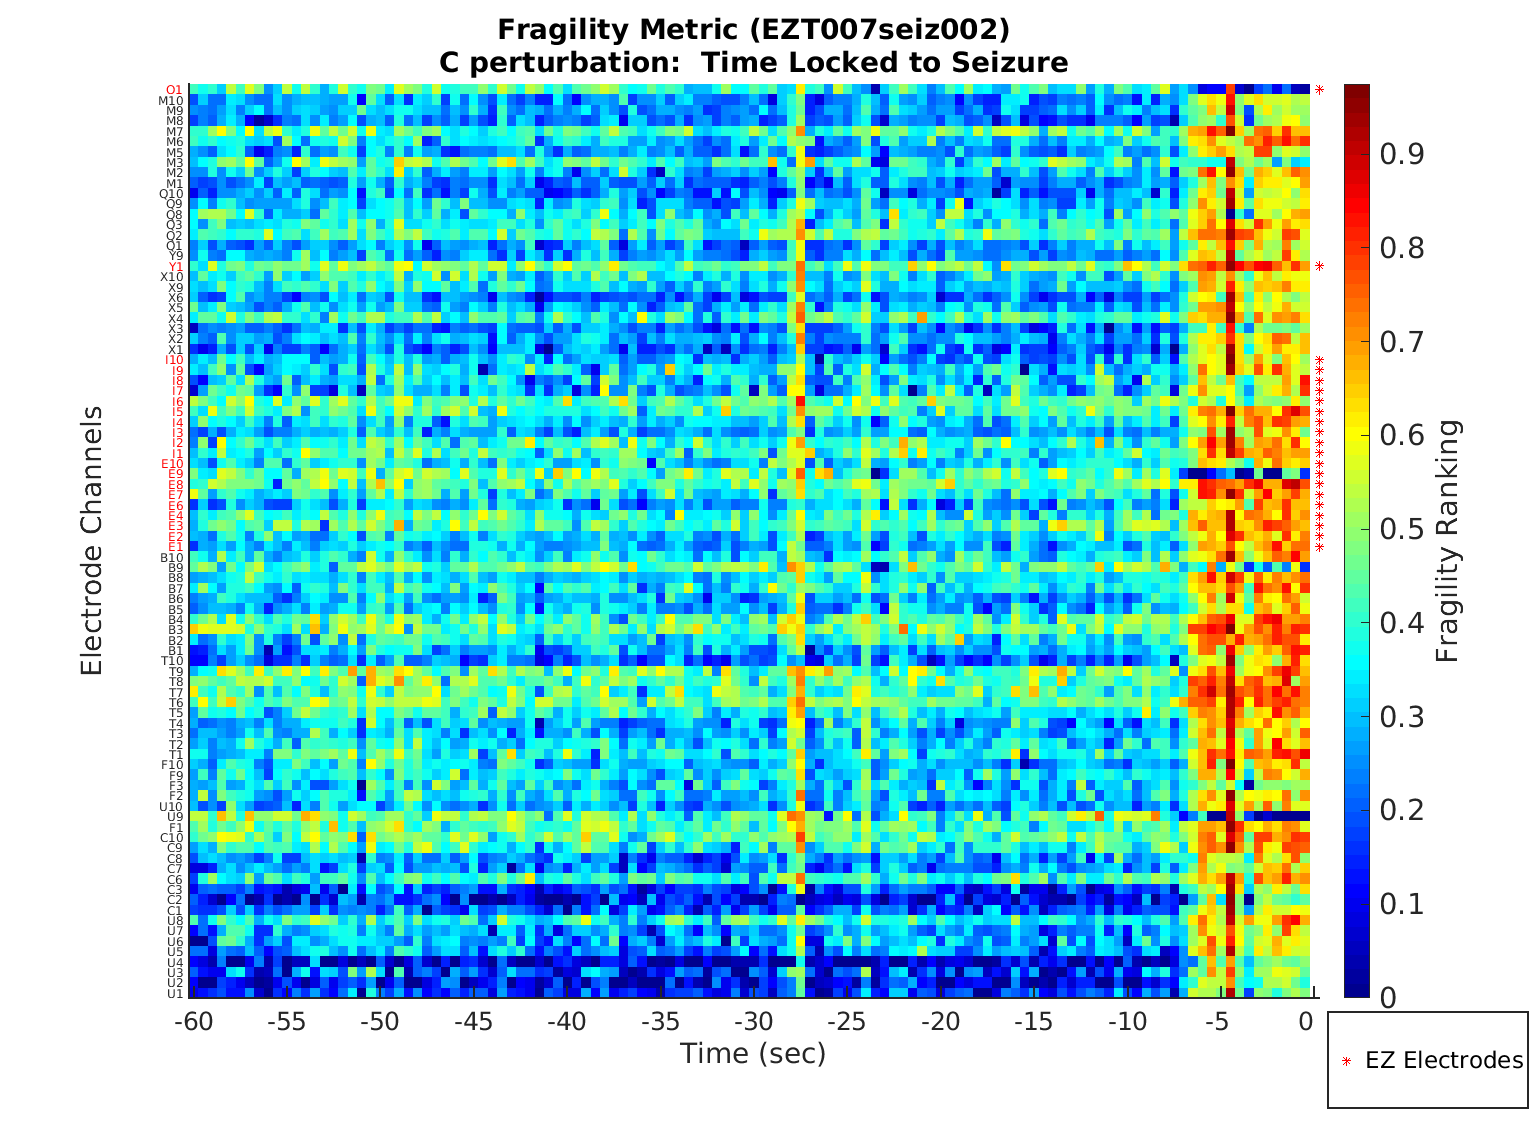 Fragility Metric (EZT007seiz002)
C perturbation:  Time Locked to Seizure
Electrode Channels
O1
M10
M9
M8
M7
M6
M5
M3
M2
M1
Q10
Q9
Q8
Q3
Q2
Q1
Y9
Y1
X10
X9
X6
X5
X4
X3
X2
X1
I10
I9
I8
I7
I6
I5
I4
I3
I2
I1
E10
E9
E8
E7
E6
E4
E3
E2
E1
B10
B9
B8
B7
B6
B5
B4
B3
B2
B1
T10
T9
T8
T7
T6
T5
T4
T3
T2
T1
F10
F9
F3
F2
U10
U9
F1
C10
C9
C8
C7
C6
C3
C2
C1
U8
U7
U6
U5
U4
U3
U2
U1
-60 -55 -50 -45 -40 -35 -30 -25 -20 -15 -10 -5 0
Time (sec)
0.9
0.8
0.7
0.6
0.5
0.4
0.3
0.2
0.1
0
Fragility Ranking
EZ Electrodes